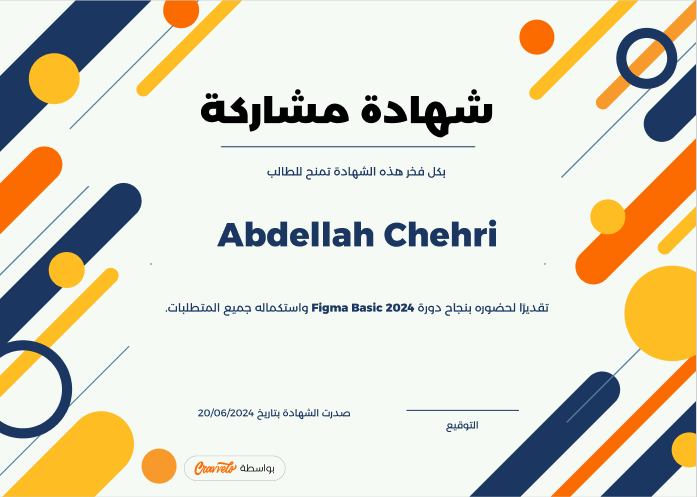 شهادة مشاركة
بكل فخر هذه الشهادة تمنح للطالب
Abdellah Chehri
تقديرًا لحضوره بنجاح دورة Figma Basic 2024 واستكماله جميع المتطلبات.
صدرت الشهادة بتاريخ 20/06/2024
التوقيع
بواسطة Cravvelo